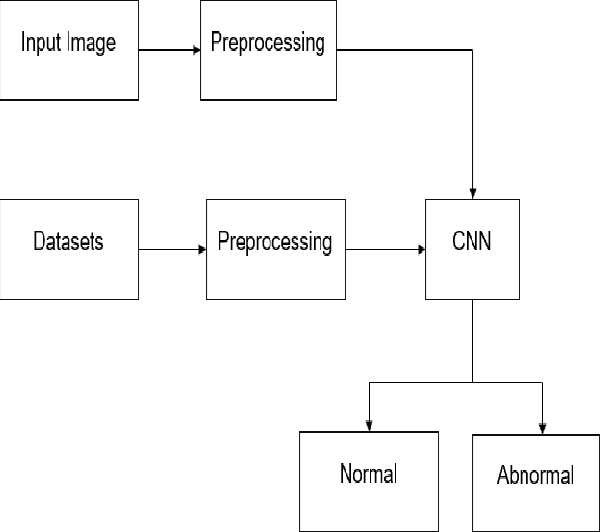 Input Image
Preprocessing
Datasets
Preprocessing
CNN
Normal
Abnormal